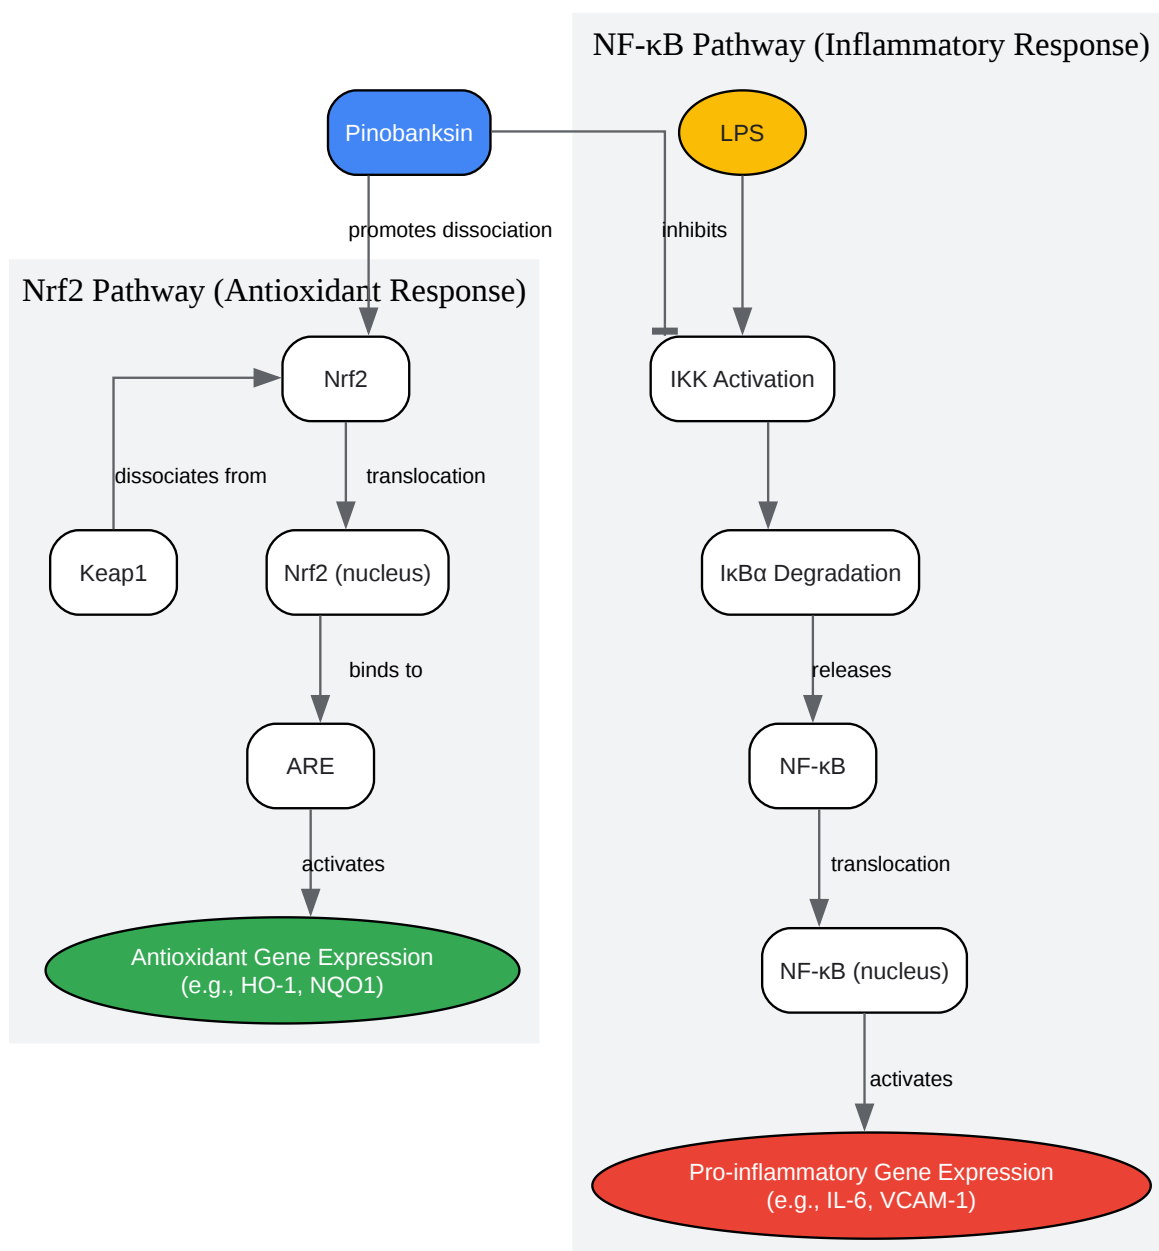 NF-κB Pathway (Inflammatory Response)
Pinobanksin
LPS
promotes dissociation
inhibits
Nrf2 Pathway (Antioxidant Response)
Nrf2
IKK Activation
dissociates from
translocation
Keap1
Nrf2 (nucleus)
IκBα Degradation
binds to
releases
ARE
NF-κB
activates
translocation
Antioxidant Gene Expression
(e.g., HO-1, NQO1)
NF-κB (nucleus)
activates
Pro-inflammatory Gene Expression
(e.g., IL-6, VCAM-1)